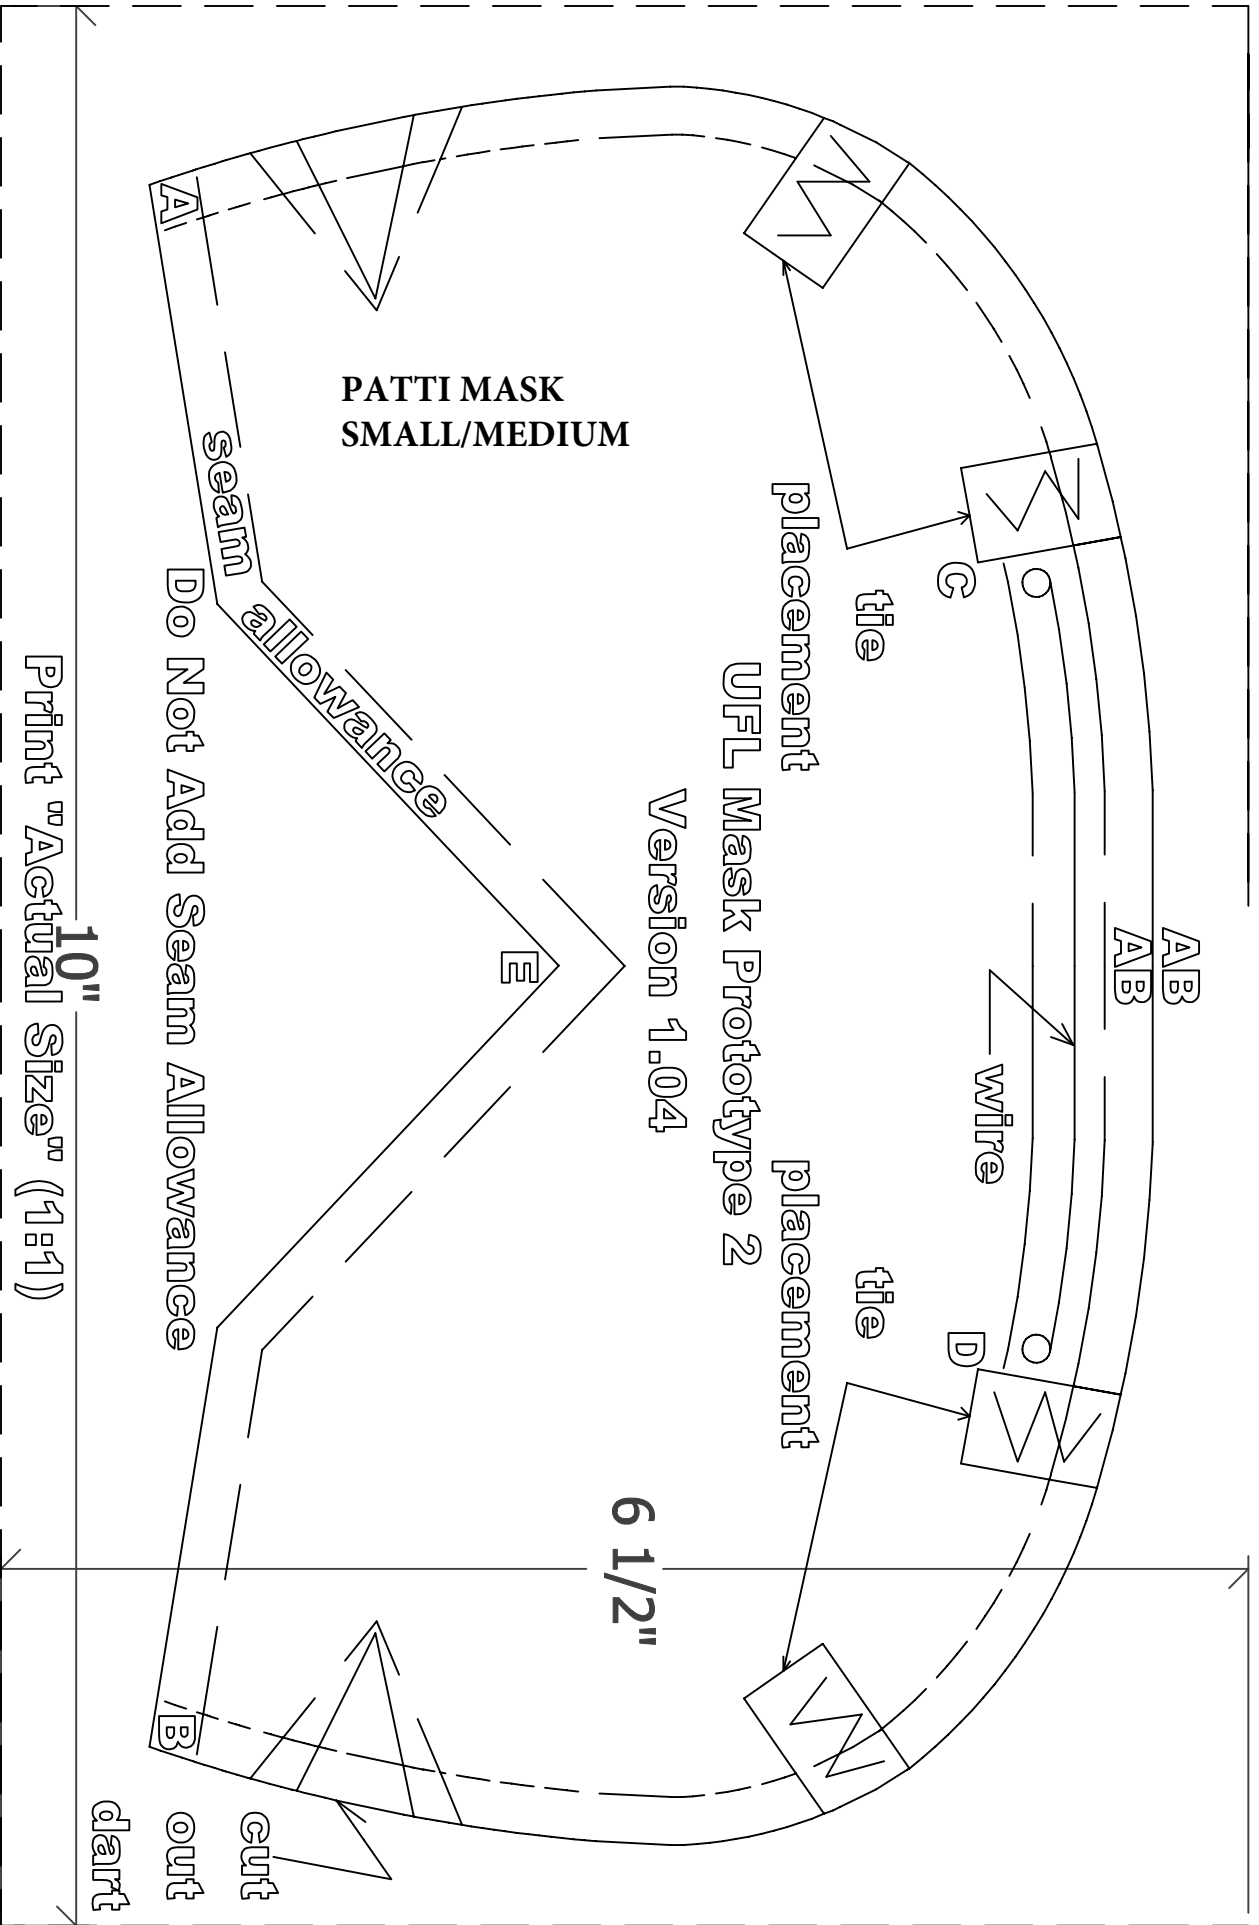 PATTI MASK
SMALL/MEDIUM
AB
AB
wire
C
D
tie
placement
tie
placement
UFL Mask Prototype 2
Version 1.04
6 1/2"
E
A
B
seam allowance
cut
out
dart
Do Not Add Seam Allowance
10"
Print "Actual Size" (1:1)